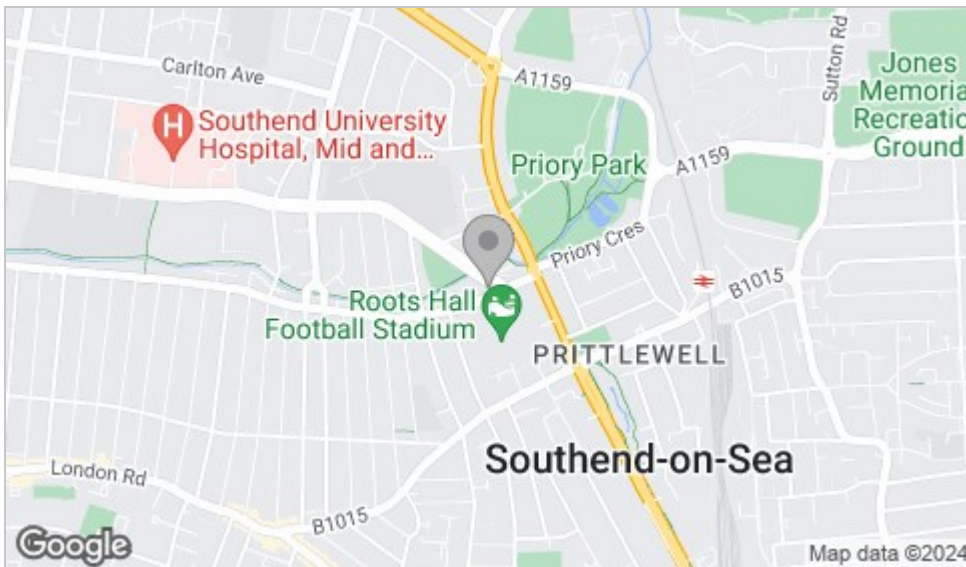 Carlton Ave
A1159
Sutton Rd
Jones
Memoria
Recreatio
Ground
H
Southend University
Hospital, Mid and...
Priory Park
A1159
Priory Cres
B1015
Roots Hall
Football Stadium
PRITTLEWELL
Southend-on-Sea
London Rd
B1015
Google
Map data ©2024